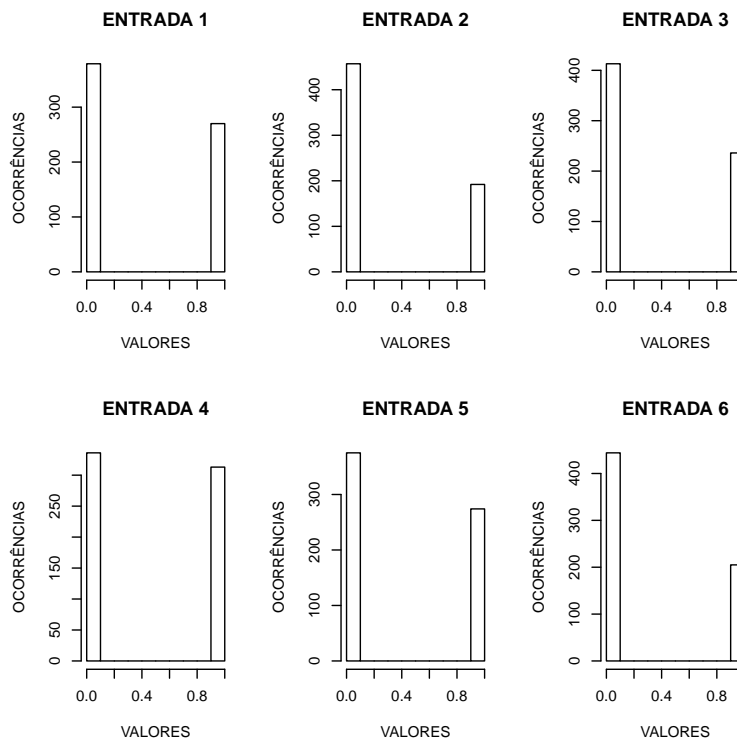 ENTRADA 1
OCORRÊNCIAS
0 100 300
0.0 0.4 0.8
VALORES
ENTRADA 2
OCORRÊNCIAS
0 100 200 300 400
0.0 0.4 0.8
VALORES
ENTRADA 3
OCORRÊNCIAS
0 100 200 300 400
0.0 0.4 0.8
VALORES
ENTRADA 4
OCORRÊNCIAS
0 50 150 250
0.0 0.4 0.8
VALORES
ENTRADA 5
OCORRÊNCIAS
0 100 200 300
0.0 0.4 0.8
VALORES
ENTRADA 6
OCORRÊNCIAS
0 100 200 300 400
0.0 0.4 0.8
VALORES